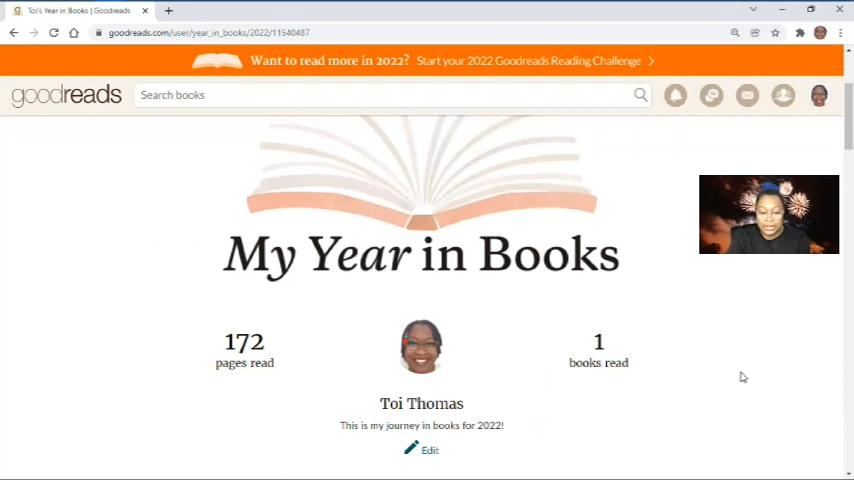 Toi's Year in Books | Goodreads
goodreads.com/user/year_in_books/2022/11540487
Want to read more in 2022? Start your 2022 Goodreads Reading Challenge
goodreads
Search books
My Year in Books
172
pages read
1
books read
Toi Thomas
This is my journey in books for 2022!
Edit